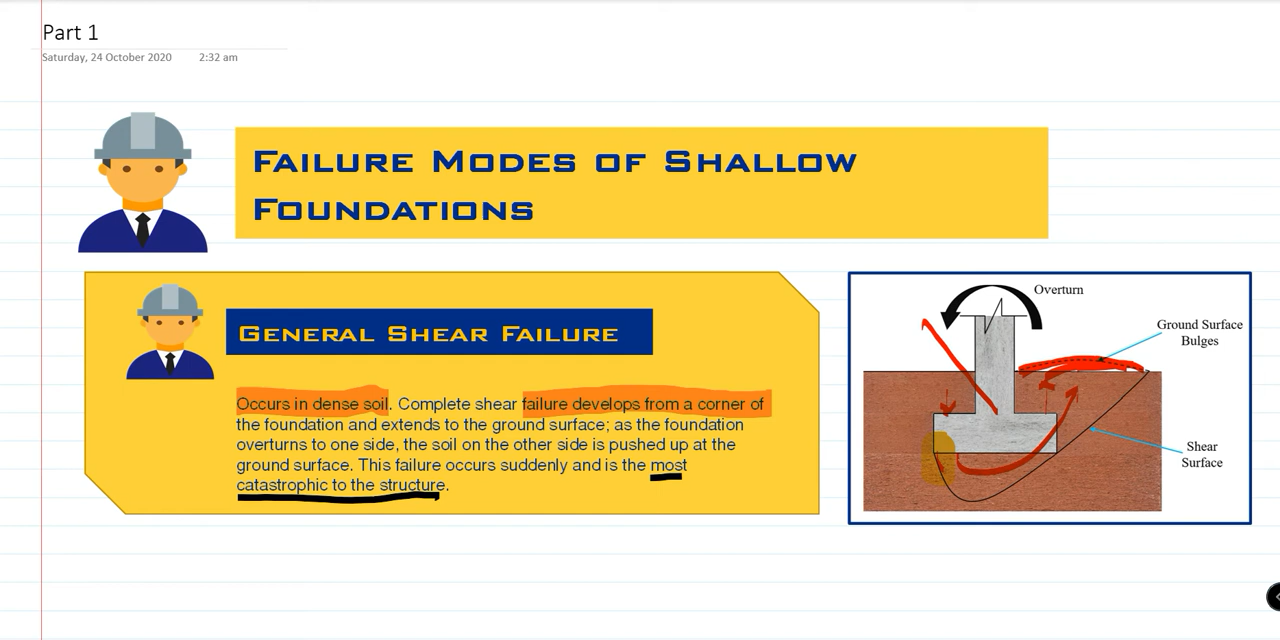 Part 1
Saturday, 24 October 2020 2:32 am
Failure Modes of Shallow
Foundations
General Shear Failure
Occurs in dense soil. Complete shear failure develops from a corner of
the foundation and extends to the ground surface; as the foundation
overturns to one side, the soil on the other side is pushed up at the
ground surface. This failure occurs suddenly and is the most
catastrophic to the structure.
Overturn
Ground Surface
Bulges
Shear
Surface